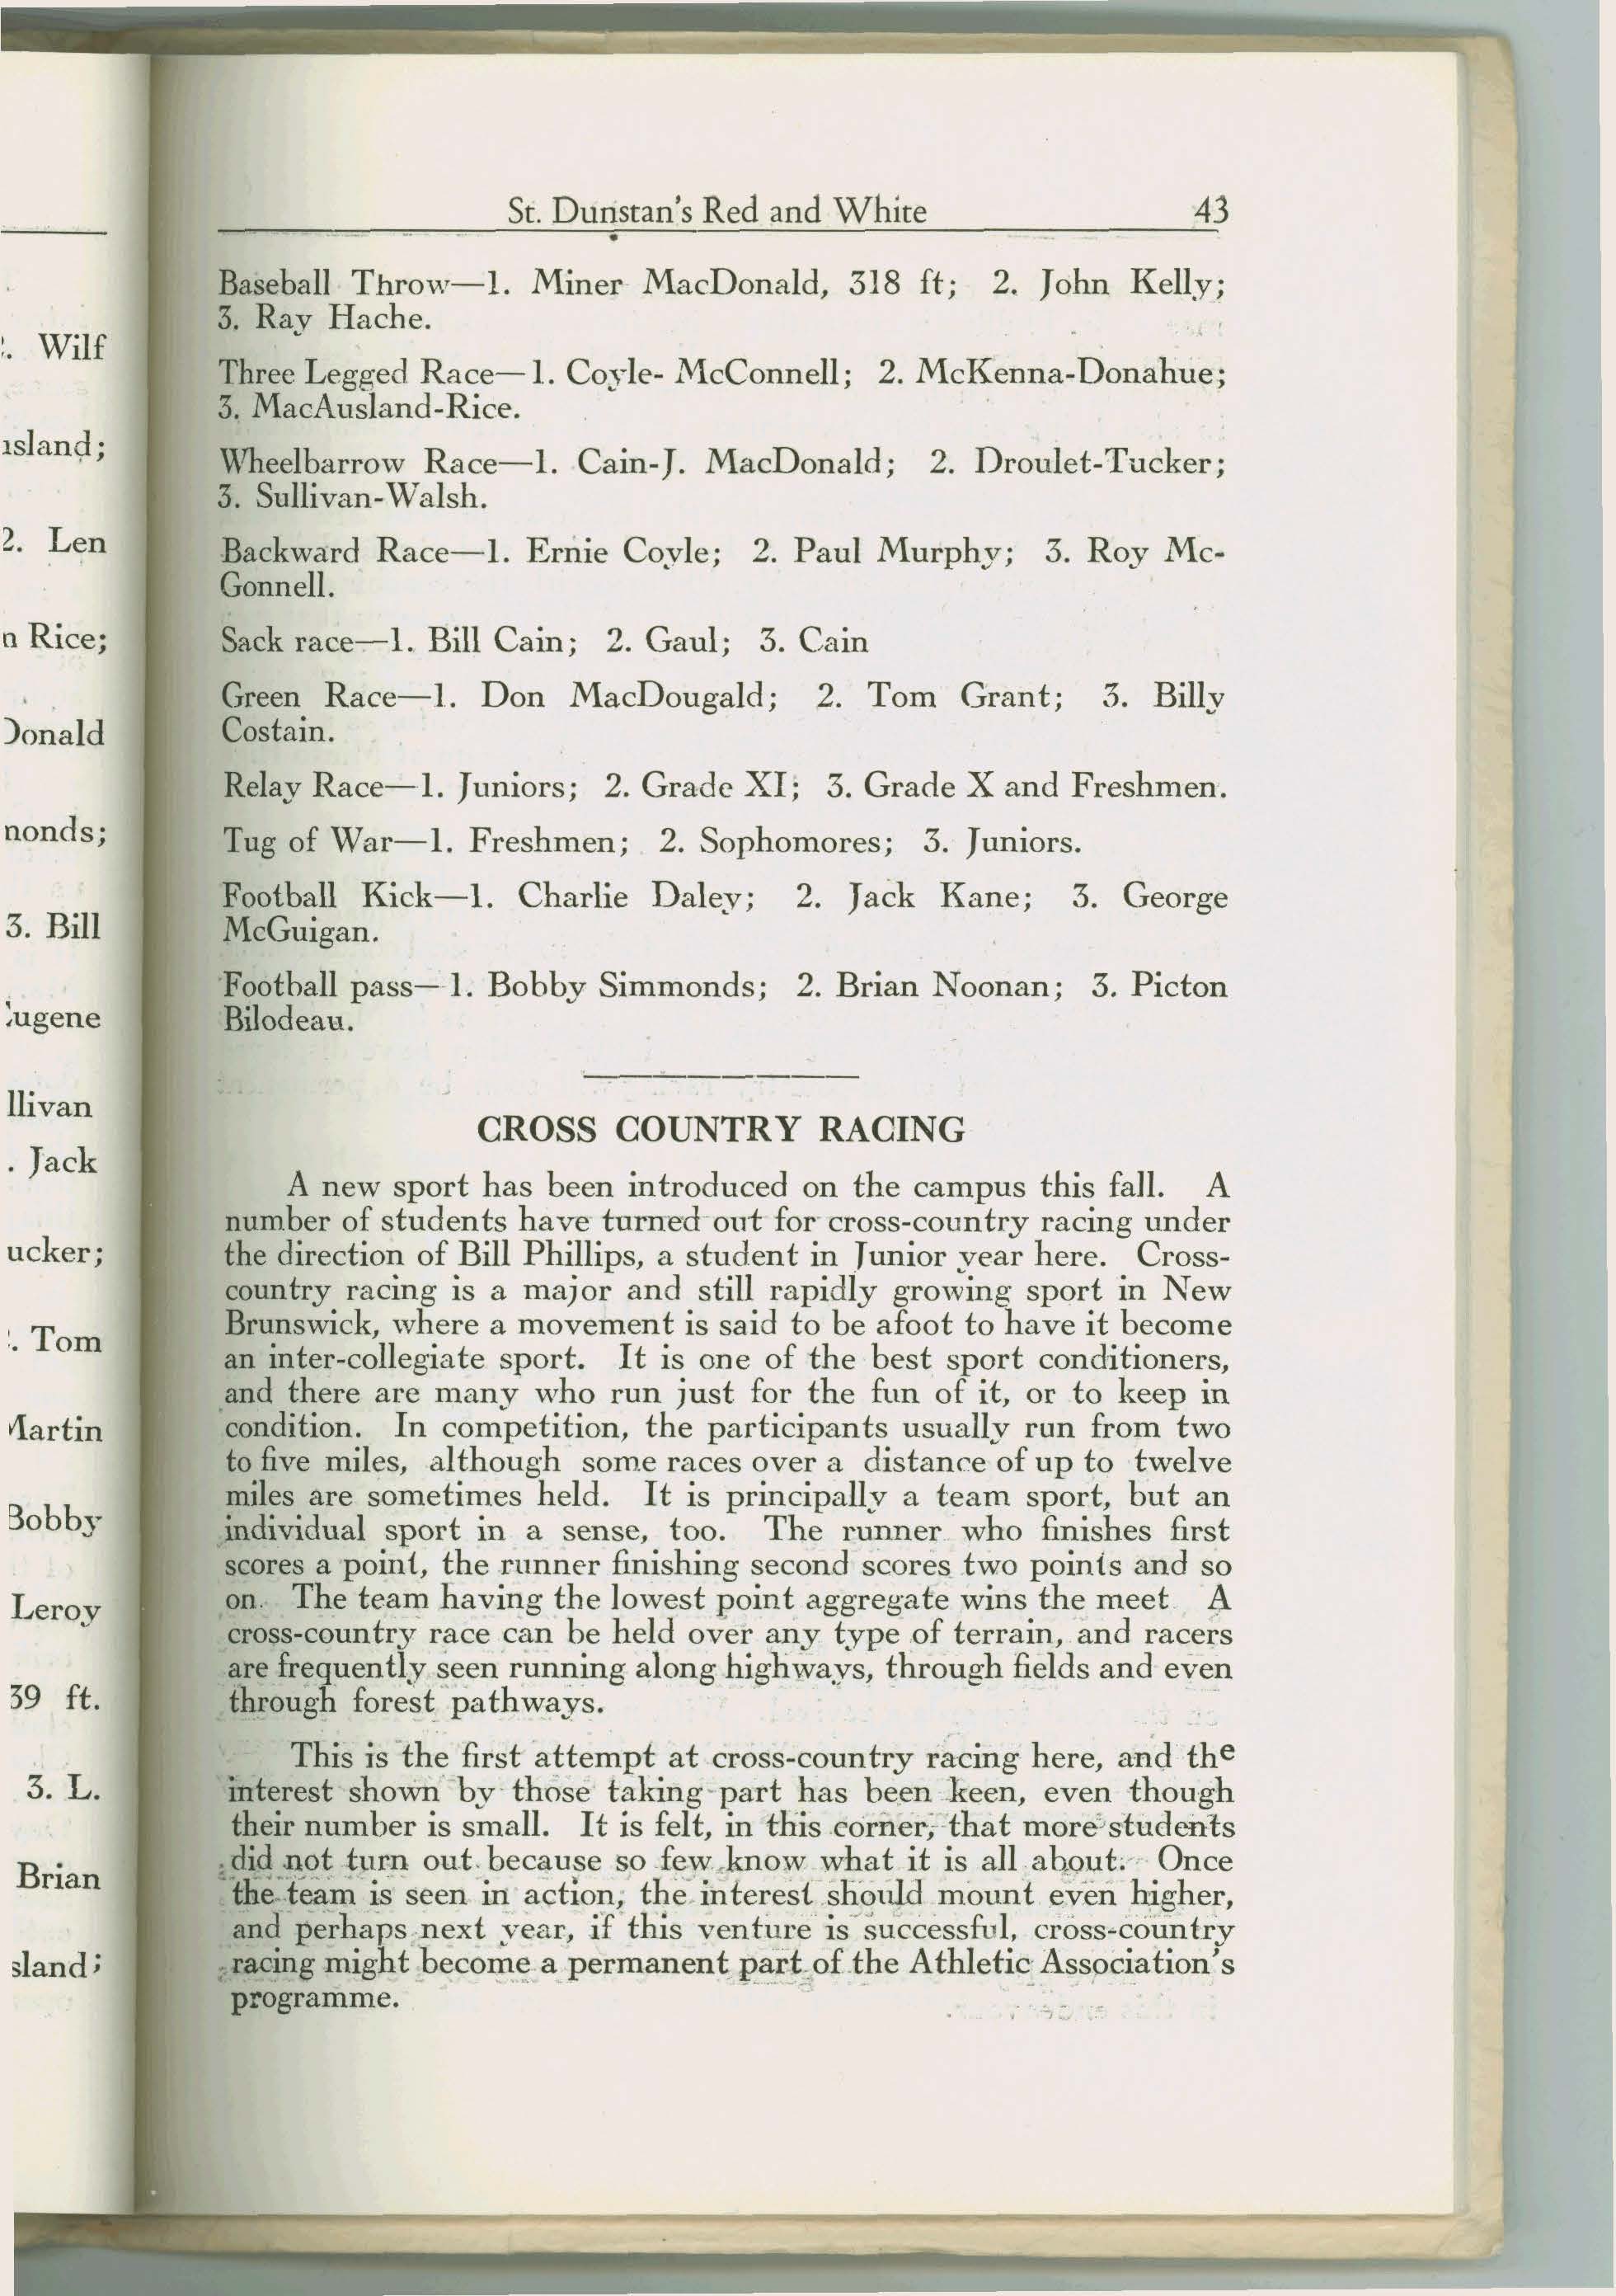 . Wilf
sland;
2. Len
Rice;
Donald
nonds;
3. Bill
ugene
llivan
. Jack
ucker;
. Tom
Martin
Bobby
Leroy
39 ft.
3. L.
Brian
sland;
St. Dunstan's Red and White 43
Baseball Throw—1. Miner MacDonald, 318 ft; 2. John Kelly;
3. Ray Hache.
Three Legged Race—1. Coyle- McConnell; 2. McKenna-Donahue;
3. MacAusland-Rice.
Wheelbarrow Race—1. Cain-J. MacDonald; 2. Droulet-Tucker;
3. Sullivan-Walsh.
Backward Race—1. Ernie Coyle; 2. Paul Murphy; 3. Roy Mc-
Gonnell.
Sack race—1. Bill Cain; 2. Gaul; 3. Cain
Green Race—1. Don MacDougald; 2. Tom Grant; 3. Billy
Costain.
Relay Race—1. Juniors; 2. Grade XI; 3. Grade X and Freshmen.
Tug of War—1. Freshmen; 2. Sophomores; 3. Juniors.
Football Kick—1. Charlie Daley; 2. Jack Kane; 3. George
McGuigan.
Football pass—1. Bobby Simmonds; 2. Brian Noonan; 3. Picton
Bilodeau.
CROSS COUNTRY RACING
A new sport has been introduced on the campus this fall. A
number of students have turned out for cross-country racing under
the direction of Bill Phillips, a student in Junior year here. Cross-
country racing is a major and still rapidly growing sport in New
Brunswick, where a movement is said to be afoot to have it become
an inter-collegiate sport. It is one of the best sport conditioners,
and there are many who run just for the fun of it, or to keep in
condition. In competition, the participants usually run from two
to five miles, although some races over a distance of up to twelve
miles are sometimes held. It is principally a team sport, but an
individual sport in a sense, too. The runner who finishes first
scores a point, the runner finishing second scores two points and so
on. The team having the lowest point aggregate wins the meet A
cross-country race can be held over any type of terrain, and racers
are frequently seen running along highways, through fields and even
through forest pathways.
This is the first attempt at cross-country racing here, and the
interest shown by those taking part has been keen, even though
their number is small. It is felt, in this corner, that more students
did not turn out because so few know what it is all about. Once
the team is seen in action, the interest should mount even higher,
and perhaps next year, if this venture is successful, cross-country
racing might become a permanent part of the Athletic Association's
programme.